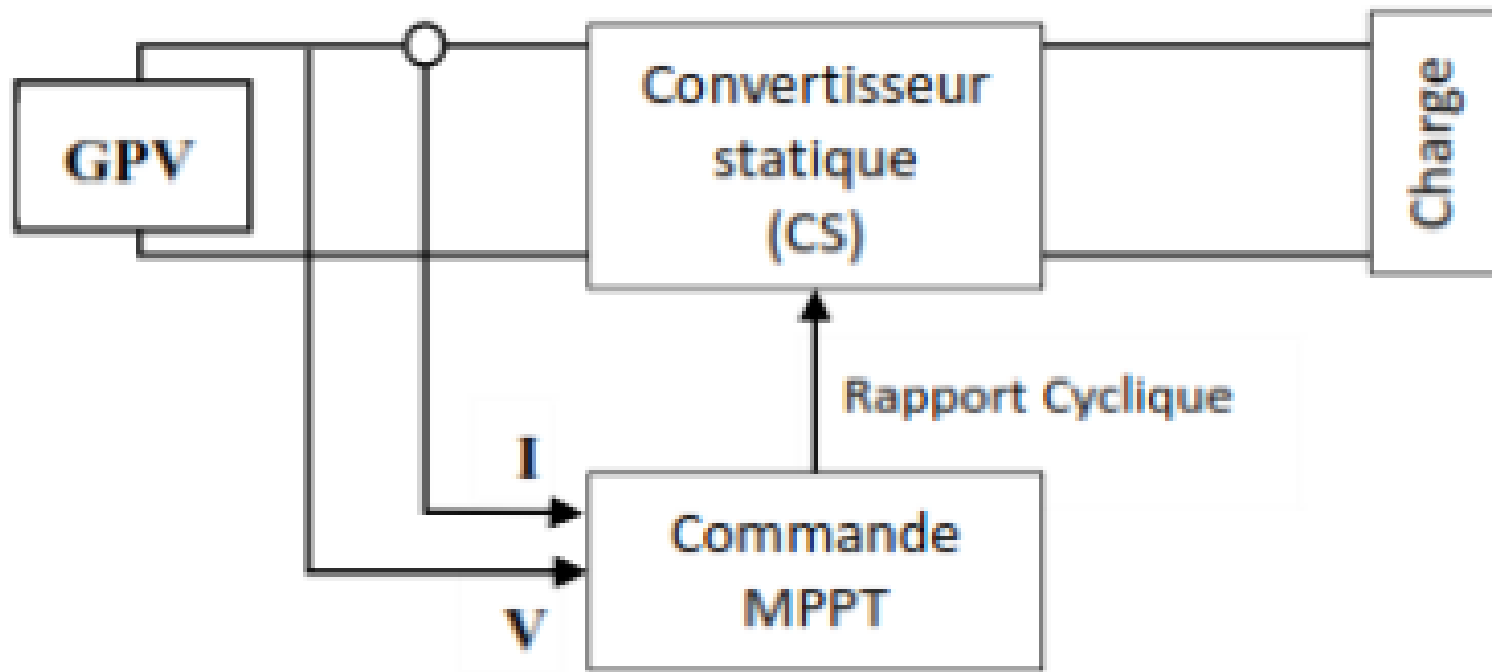 GPV
Convertisseur
statique
(CS)
Charge
Rapport Cyclique
I
V
Commande
MPPT